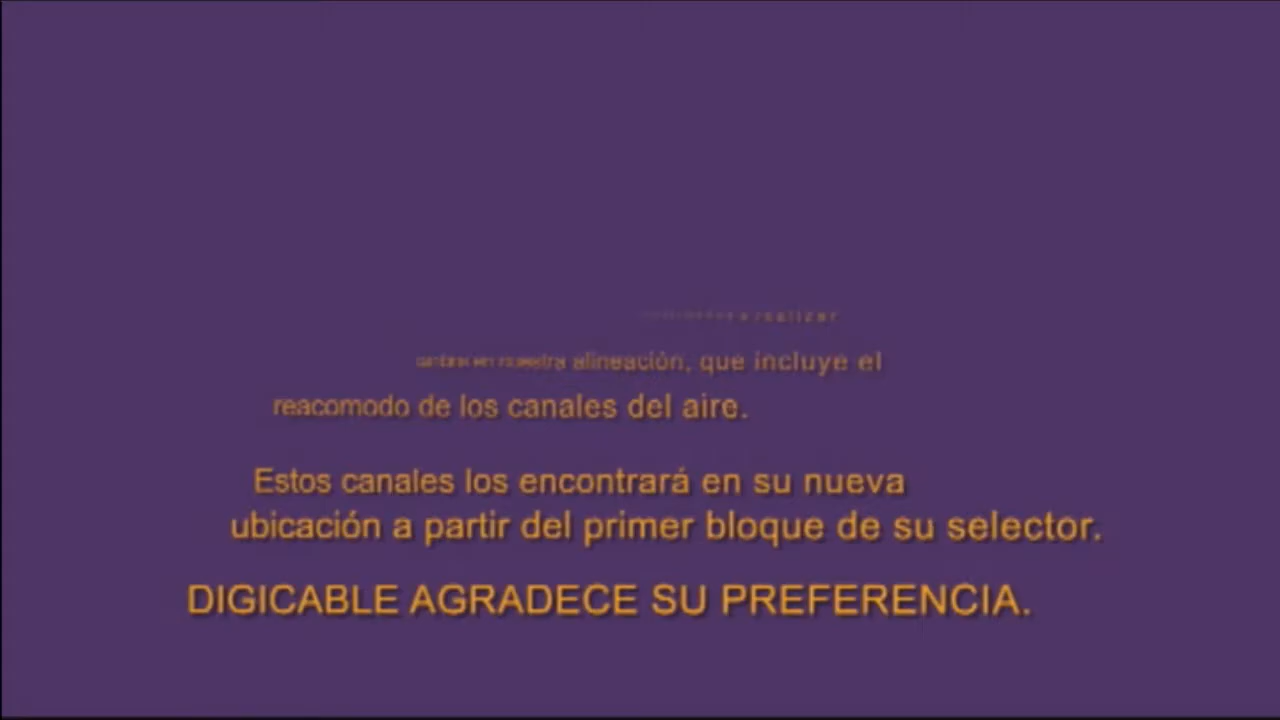 a realizar
alineación, que incluye el
reacomodo de los canales del aire.
Estos canales los encontrará en su nueva
ubicación a partir del primer bloque de su selector.
DIGICABLE AGRADECE SU PREFERENCIA.